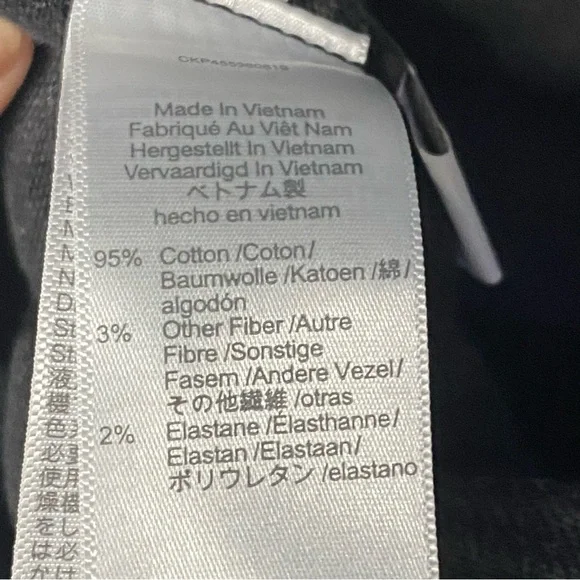 Made In Vietnam
Fabriqué Au Viêt Nam
Hergestellt In Vietnam
Vervaardigd In Vietnam
ベトナム製
hecho en vietnam
95% Cotton /Coton/
Baumwolle /Katoen /綿/
algodón
3% Other Fiber /Autre
Fibre /Sonstige
Fasern /Andere Vezel/
その他繊維 /otras
2% Elastane /Élasthanne/
Elastan /Elastaan/
ポリウレタン /elastano